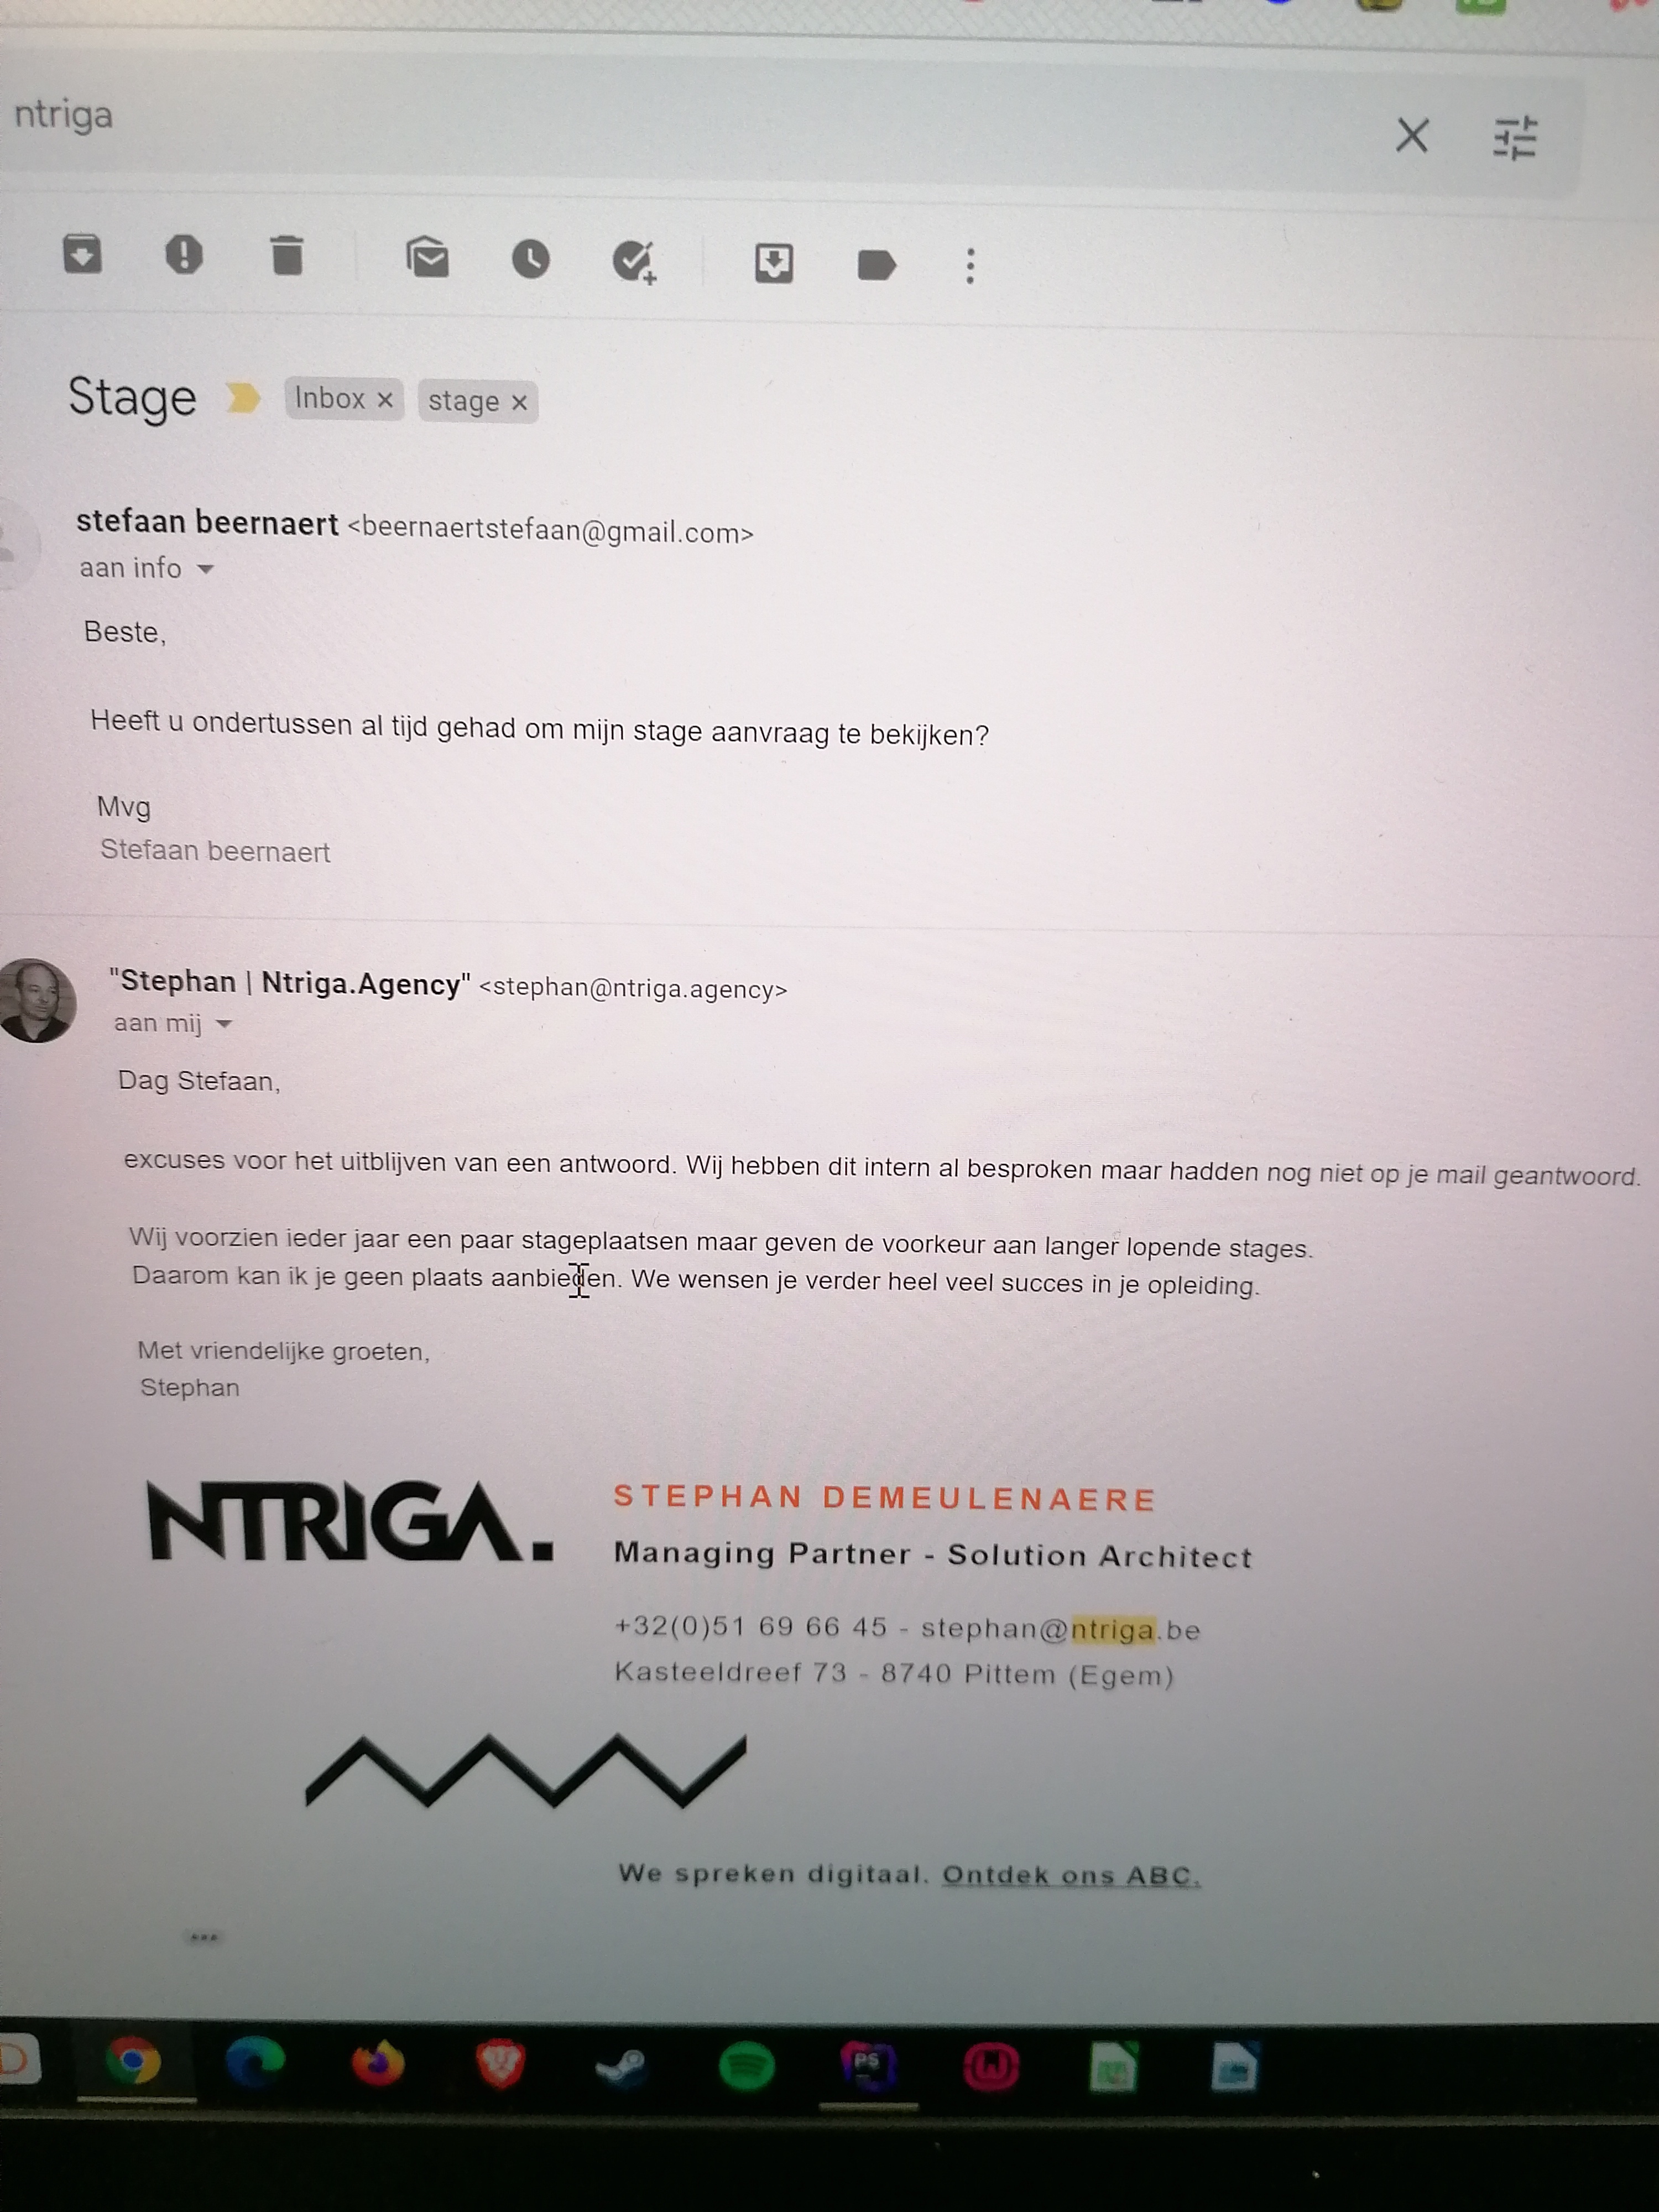 ntriga
Stage
Inbox ×
stage ×
stefaan beernaert <beernaertstefaan@gmail.com>
aan info
Beste,
Heeft u ondertussen al tijd gehad om mijn stage aanvraag te bekijken?
Mvg
Stefaan beernaert
"Stephan | Ntriga.Agency" <stephan@ntriga.agency>
aan mij
Dag Stefaan,
excuses voor het uitblijven van een antwoord. Wij hebben dit intern al besproken maar hadden nog niet op je mail geantwoord.
Wij voorzien ieder jaar een paar stageplaatsen maar geven de voorkeur aan langer lopende stages.
Daarom kan ik je geen plaats aanbieden. We wensen je verder heel veel succes in je opleiding.
Met vriendelijke groeten,
Stephan
NTRIGA.
STEPHAN DEMEULENAERE
Managing Partner - Solution Architect
+32(0)51 69 66 45 - stephan@ntriga.be
Kasteeldreef 73 - 8740 Pittem (Egem)
We spreken digitaal. Ontdek ons ABC.
PS
W